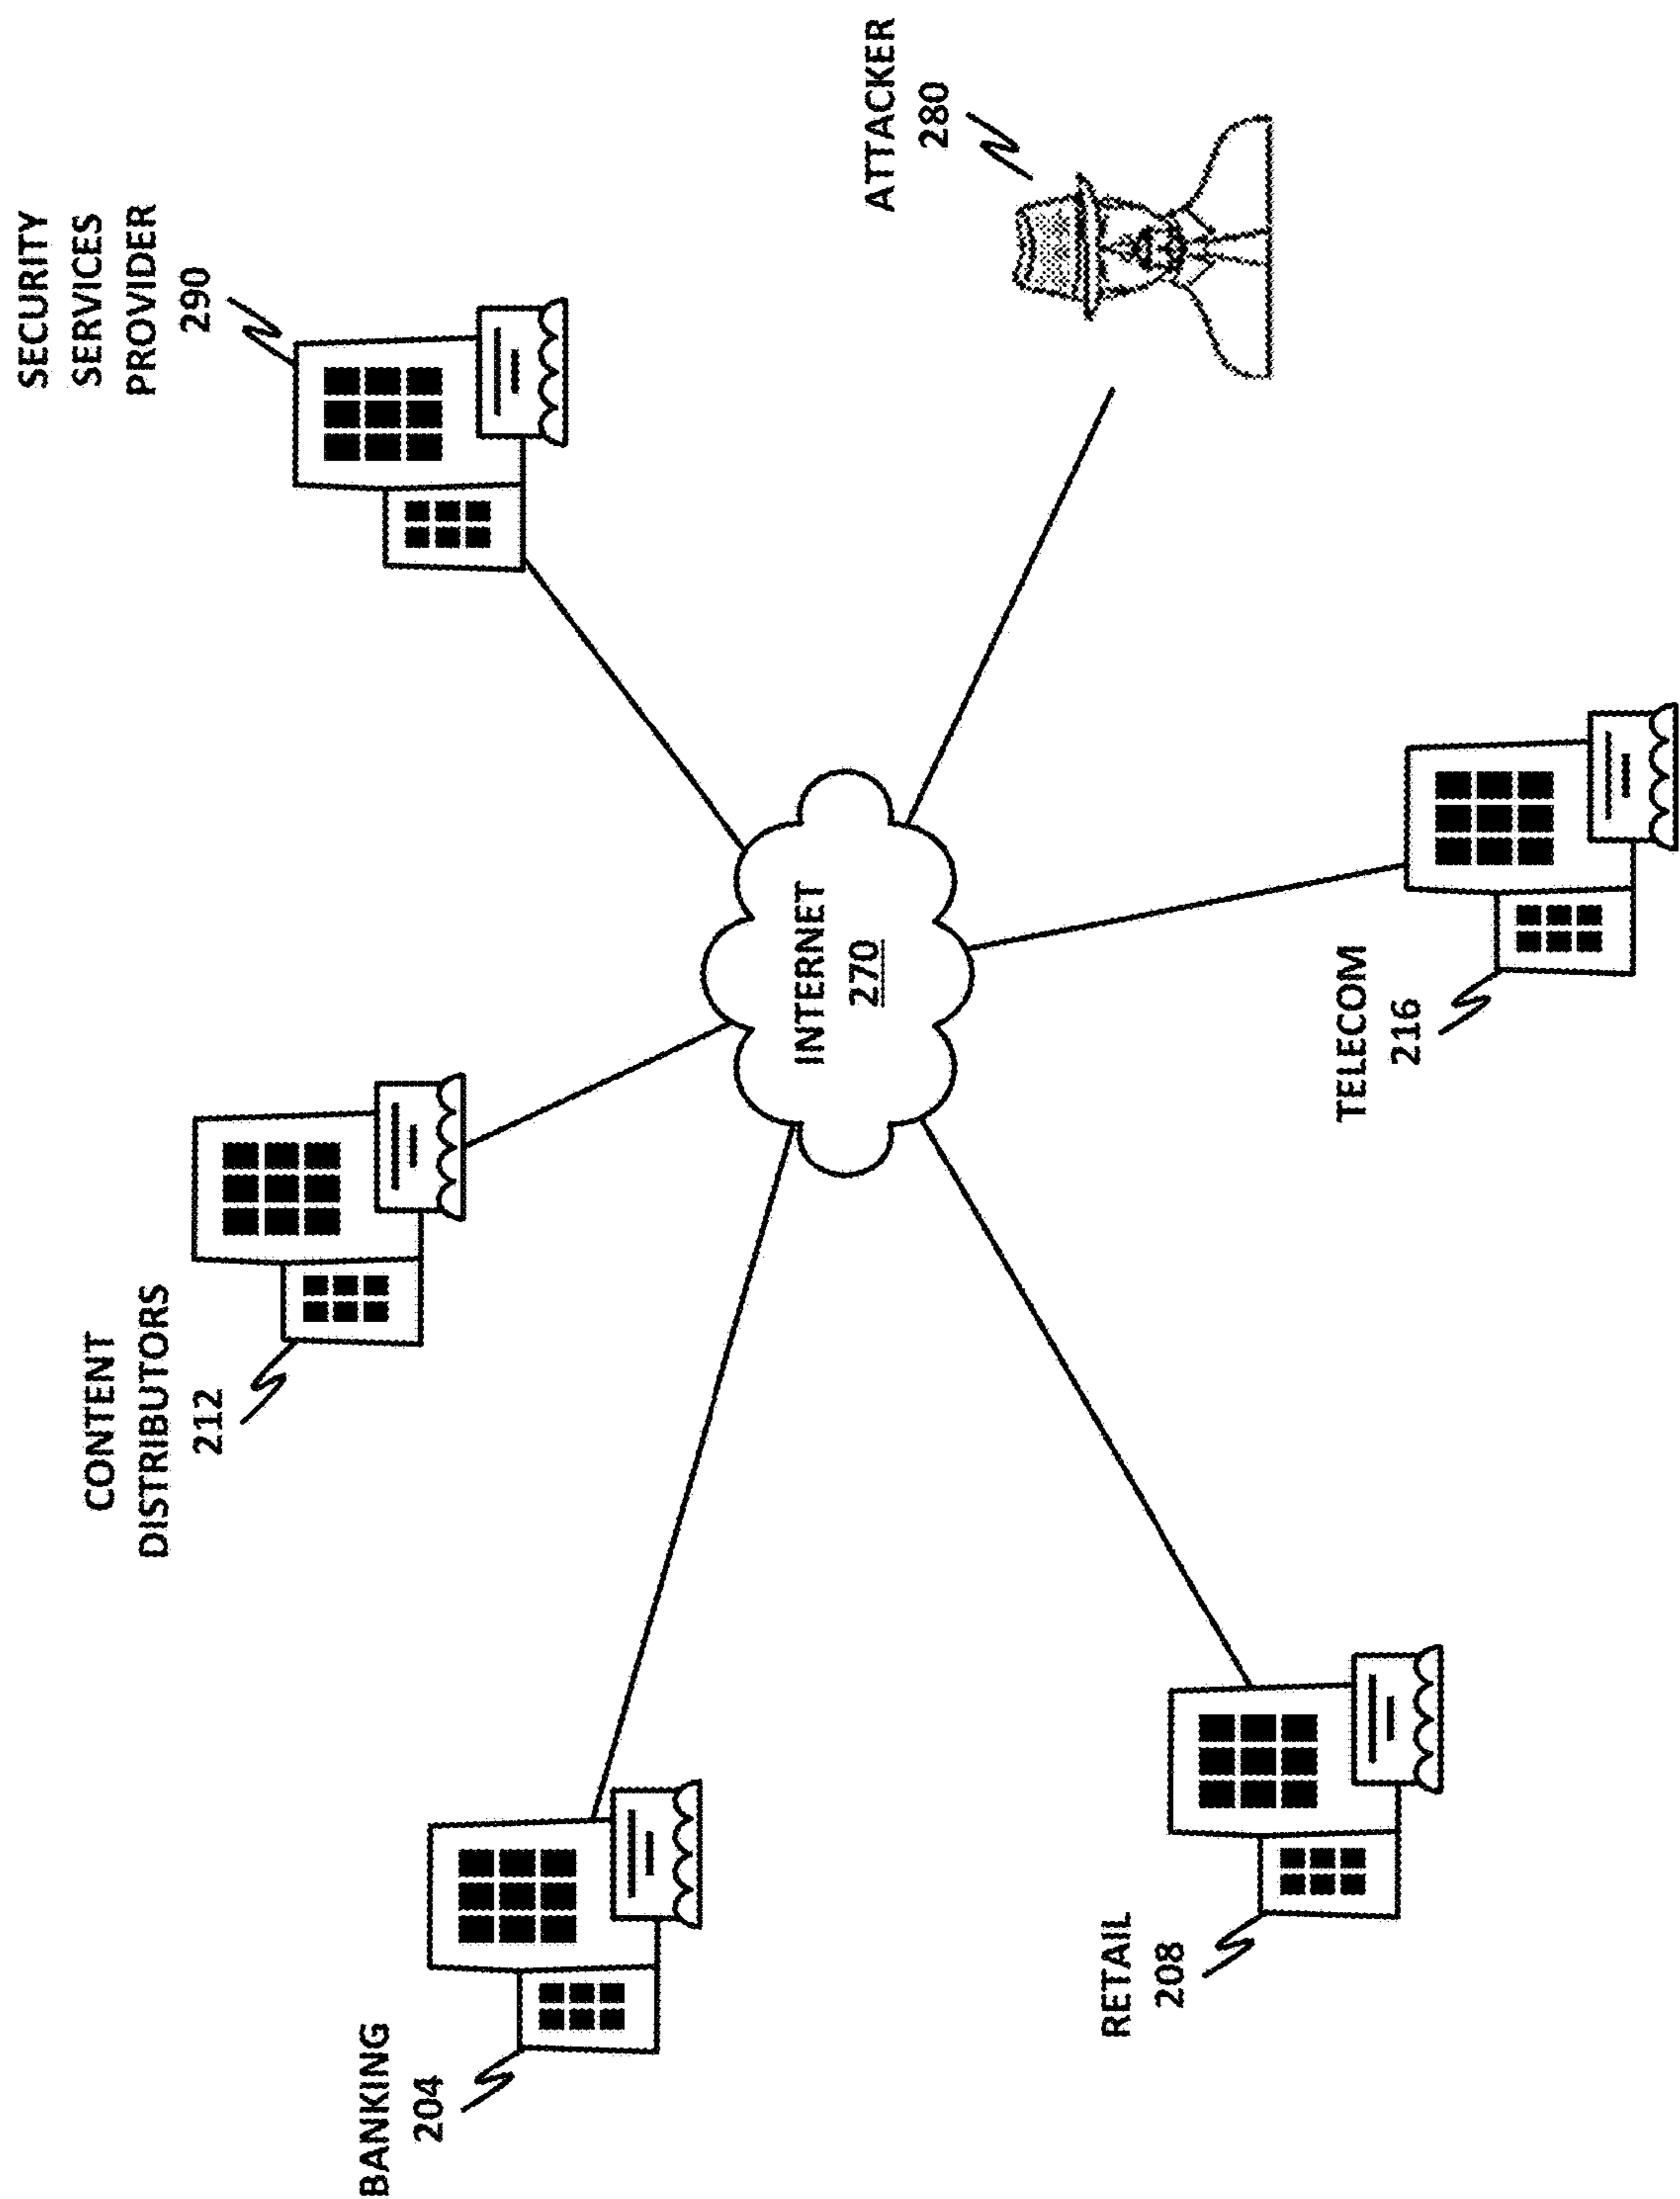 SECURITY
SERVICES
PROVIDER
290
CONTENT
DISTRIBUTORS
212
BANKING
204
INTERNET
270
ATTACKER
280
RETAIL
208
TELECOM
216